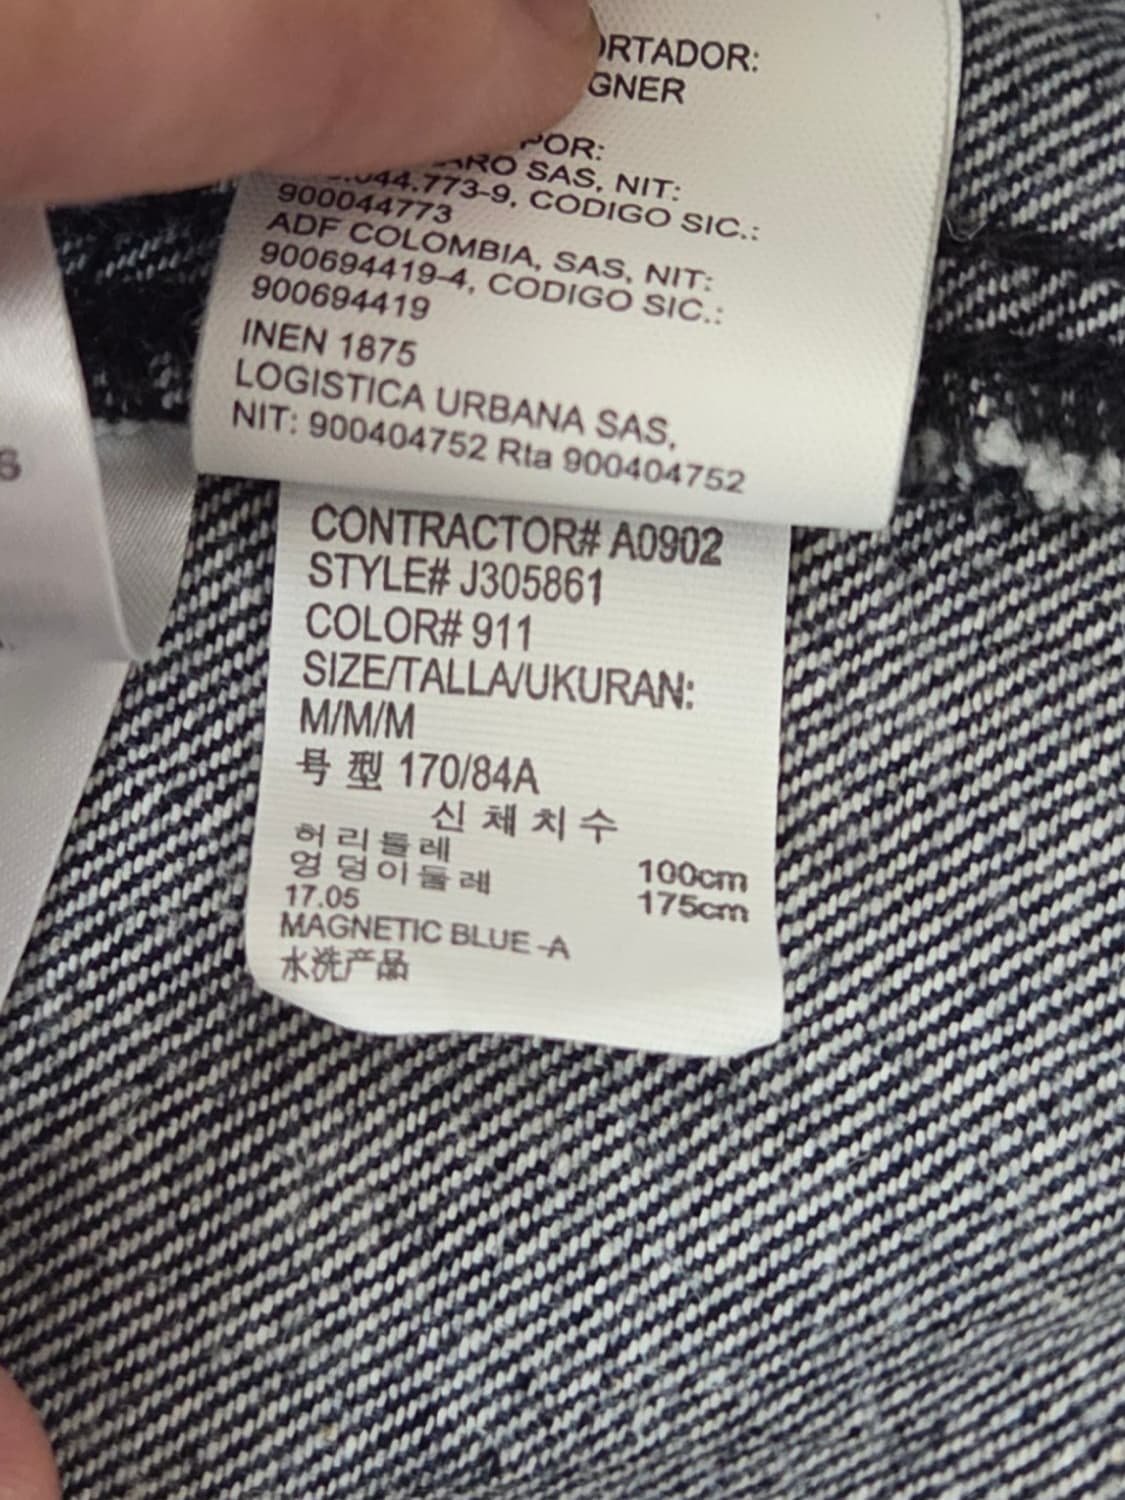 RTADOR:
GNER
POR:
ARO SAS, NIT:
044.773-9, CODIGO SIC.:
900044773
ADF COLOMBIA, SAS, NIT:
900694419-4, CODIGO SIC.:
900694419
INEN 1875
LOGISTICA URBANA SAS,
NIT: 900404752 Rta 900404752
CONTRACTOR# A0902
STYLE# J305861
COLOR# 911
SIZE/TALLA/UKURAN:
M/M/M
号型 170/84A
신체치수
허리둘레 100cm
엉덩이둘레 175cm
17.05
MAGNETIC BLUE -A
水洗产品